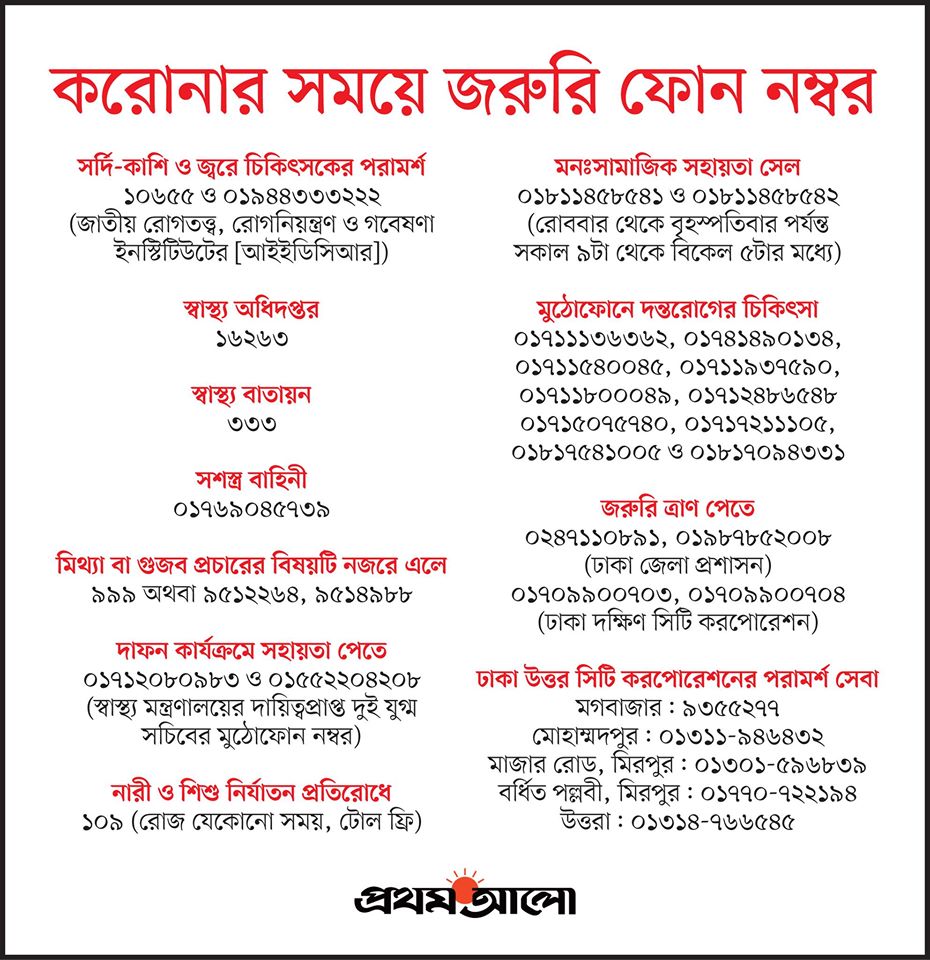 করোনার সময়ে জরুরি ফোন নম্বর
সর্দি-কাশি ও জ্বরে চিকিৎসকের পরামর্শ
১০৬৫৫ ও ০১৯৪৪৩৩৩২২২
(জাতীয় রোগতত্ত্ব, রোগনিয়ন্ত্রণ ও গবেষণা
ইনস্টিটিউটের [আইইডিসিআর])
স্বাস্থ্য অধিদপ্তর
১৬২৬৩
স্বাস্থ্য বাতায়ন
৩৩৩
সশস্ত্র বাহিনী
০১৭৬৯০৪৫৭৩৯
মিথ্যা বা গুজব প্রচারের বিষয়টি নজরে এলে
৯৯৯ অথবা ৯৫১২২৬৪, ৯৫১৪৯৮৮
দাফন কার্যক্রমে সহায়তা পেতে
০১৭১২০৮০৯৮৩ ও ০১৫৫২২০৪২০৮
(স্বাস্থ্য মন্ত্রণালয়ের দায়িত্বপ্রাপ্ত দুই যুগ্ম
সচিবের মুঠোফোন নম্বর)
নারী ও শিশু নির্যাতন প্রতিরোধে
১০৯ (রোজ যেকোনো সময়, টোল ফ্রি)
মনঃসামাজিক সহায়তা সেল
০১৮১১৪৫৮৫৪১ ও ০১৮১১৪৫৮৫৪২
(রোববার থেকে বৃহস্পতিবার পর্যন্ত
সকাল ৯টা থেকে বিকেল ৫টার মধ্যে)
মুঠোফোনে দন্তরোগের চিকিৎসা
০১৭১১১৩৬৩৬২, ০১৭৪১৪৯০১৩৪,
০১৭১১৫৪০০৪৫, ০১৭১১৯৩৭৫৯০,
০১৭১১৮০০০৪৯, ০১৭১২৪৮৬৫৪৮
০১৭১৫০৭৫৭৪০, ০১৭১৭২১১১০৫,
০১৮১৭৫৪১০০৫ ও ০১৮১৭০৯৪৩৩১
জরুরি ত্রাণ পেতে
০২৪৭১১০৮৯১, ০১৯৮৭৮৫২০০৮
(ঢাকা জেলা প্রশাসন)
০১৭০৯৯০০৭০৩, ০১৭০৯৯০০৭০৪
(ঢাকা দক্ষিণ সিটি করপোরেশন)
ঢাকা উত্তর সিটি করপোরেশনের পরামর্শ সেবা
মগবাজার : ৯৩৫৫২৭৭
মোহাম্মদপুর : ০১৩১১-৯৪৬৪৩২
মাজার রোড, মিরপুর : ০১৩০১-৫৯৬৮৩৯
বর্ধিত পল্লবী, মিরপুর : ০১৭৭০-৭২২১৯৪
উত্তরা : ০১৩১৪-৭৬৬৫৪৫
প্রথম আলো